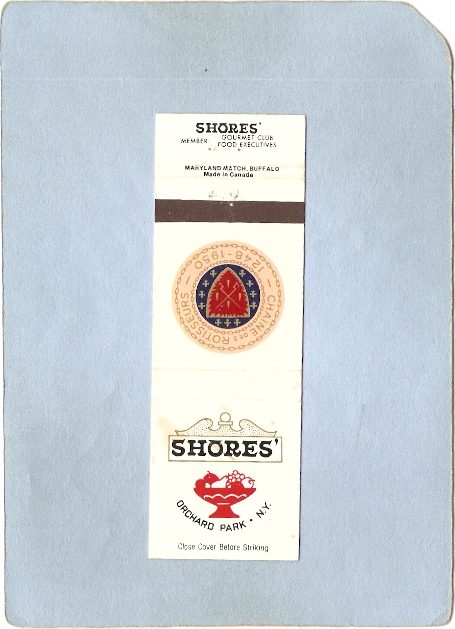 SHORES'
MEMBER GOURMET CLUB
FOOD EXECUTIVES
MARYLAND MATCH, BUFFALO
Made in Canada
CHAINE DES ROTISSEURS
1248 - 1950
SHORES'
ORCHARD PARK • N.Y.
Close Cover Before Striking